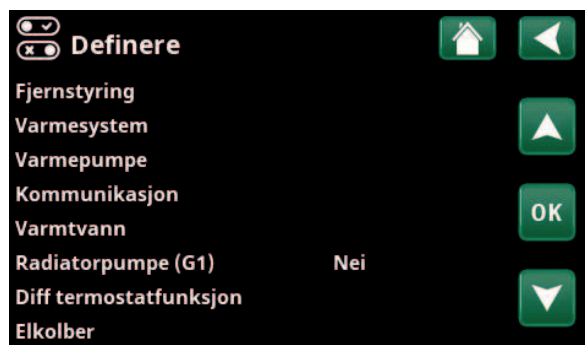 Definere
Fjernstyring
Varmesystem
Varmepumpe
Kommunikasjon
Varmtvann
OK
Radiatorpumpe (G1) Nei
Diff termostatfunksjon
Elkolber